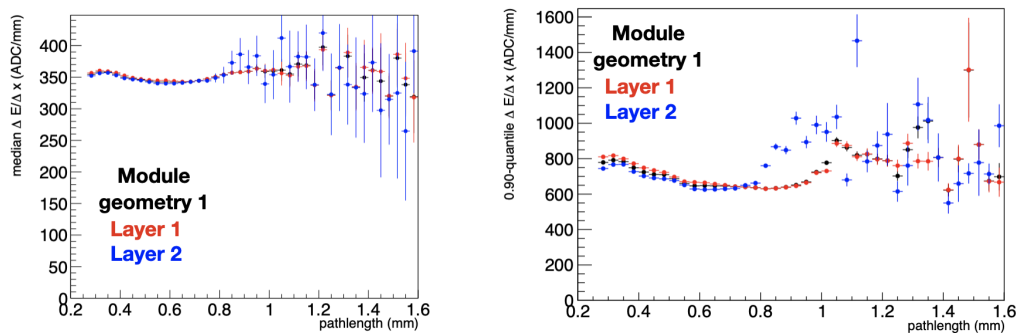 median Δ E/Δ x (ADC/mm)
400
350
300
250
200
150
100
50
0
Module
geometry 1
Layer 1
Layer 2
0.2 0.4 0.6 0.8 1 1.2 1.4 1.6
pathlength (mm)
0.90-quantile Δ E/Δ x (ADC/mm)
1600
1400
1200
1000
800
600
400
200
0
Module
geometry 1
Layer 1
Layer 2
0.2 0.4 0.6 0.8 1 1.2 1.4 1.6
pathlength (mm)